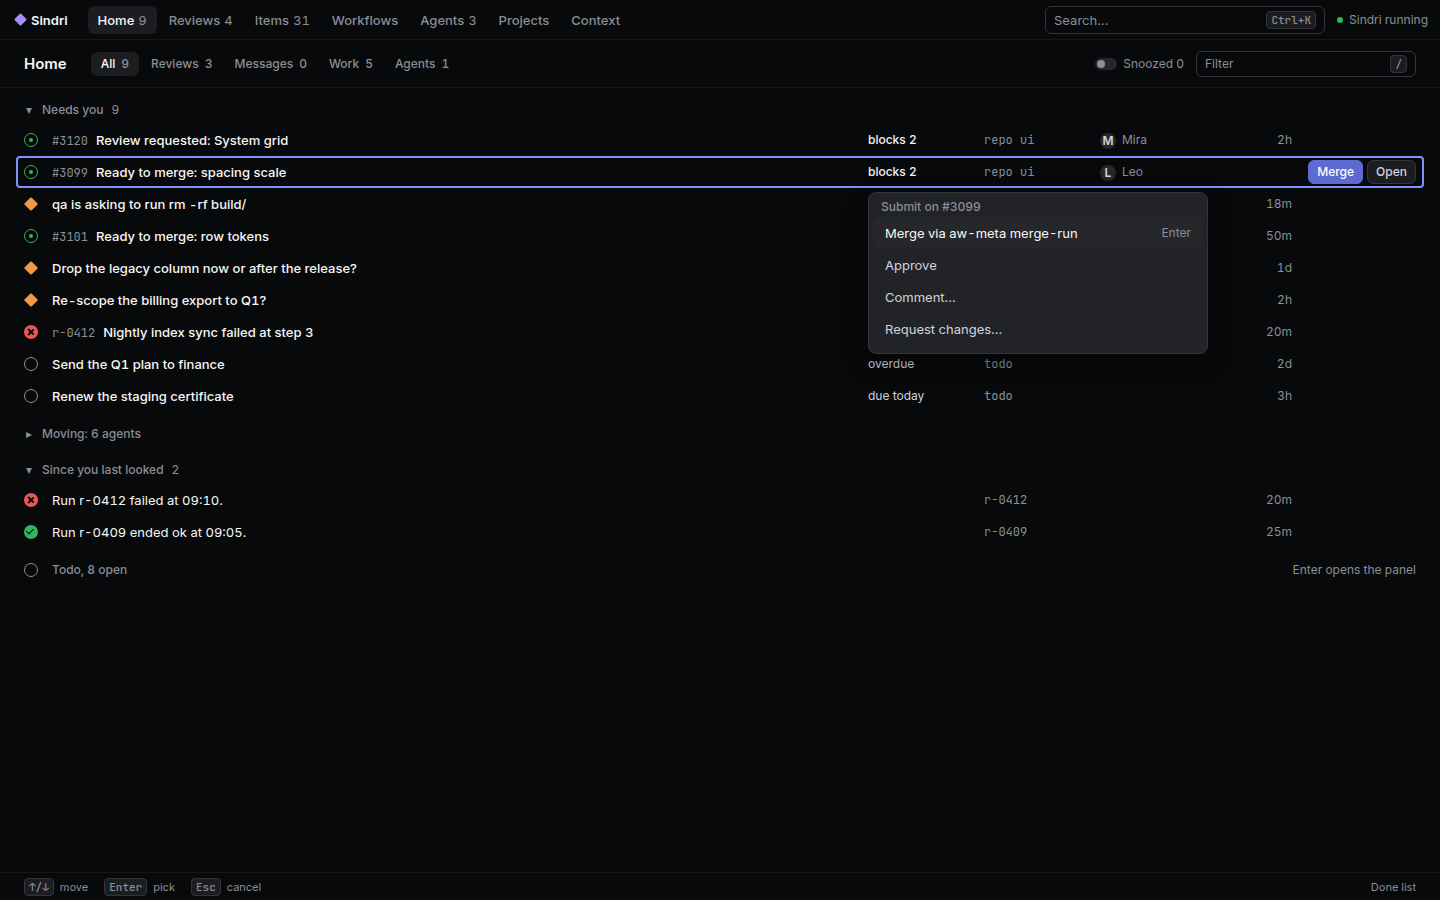 Sindri Home 9 Reviews 4 Items 31 Workflows Agents 3 Projects Context Search... Ctrl+K Sindri running
Home All 9 Reviews 3 Messages 0 Work 5 Agents 1 Snoozed 0 Filter /
▾ Needs you 9
#3120 Review requested: System grid blocks 2 repo ui M Mira 2h
#3099 Ready to merge: spacing scale blocks 2 repo ui L Leo Merge Open
qa is asking to run rm -rf build/ 18m
Submit on #3099
#3101 Ready to merge: row tokens 50m
Merge via aw-meta merge-run Enter
Drop the legacy column now or after the release? 1d
Approve
Re-scope the billing export to Q1? 2h
Comment...
r-0412 Nightly index sync failed at step 3 20m
Request changes...
Send the Q1 plan to finance overdue todo 2d
Renew the staging certificate due today todo 3h
▸ Moving: 6 agents
▾ Since you last looked 2
Run r-0412 failed at 09:10. r-0412 20m
Run r-0409 ended ok at 09:05. r-0409 25m
Todo, 8 open Enter opens the panel
↑/↓ move Enter pick Esc cancel Done list